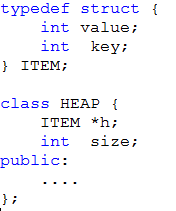 typedef struct {
    int value;
    int  key;
} ITEM;

class HEAP {
    ITEM *h;
    int  size;
public:
    ....
};